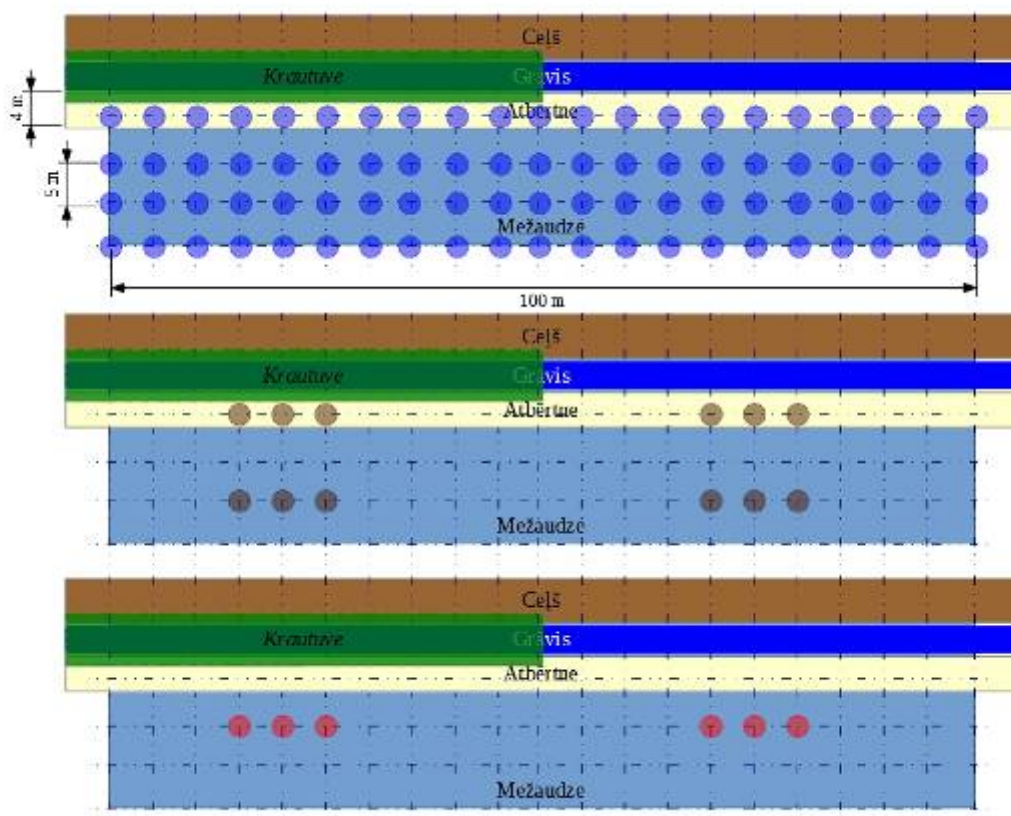 Ceļš
Krautuve
Grāvis
4 m
Atbērtne
5 m
Mežaudze
100 m
Ceļš
Krautuve
Grāvis
Atbērtne
Mežaudze
Ceļš
Krautuve
Grāvis
Atbērtne
Mežaudze